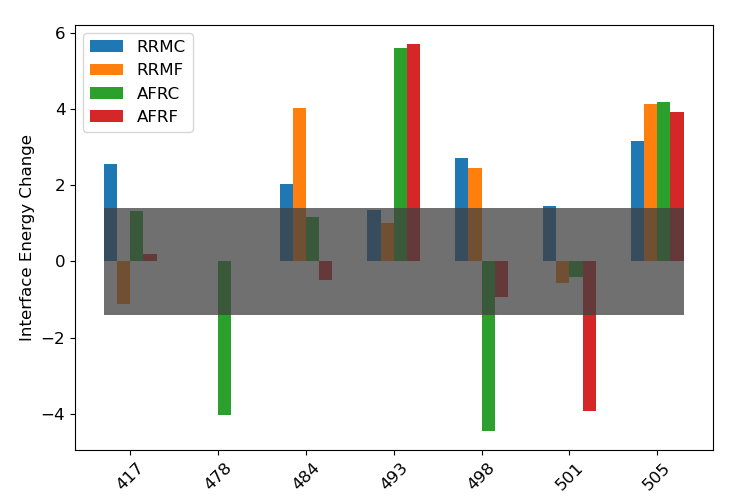 6
4
2
0
−2
−4
Interface Energy Change
RRMC
RRMF
AFRC
AFRF
417
478
484
493
498
501
505